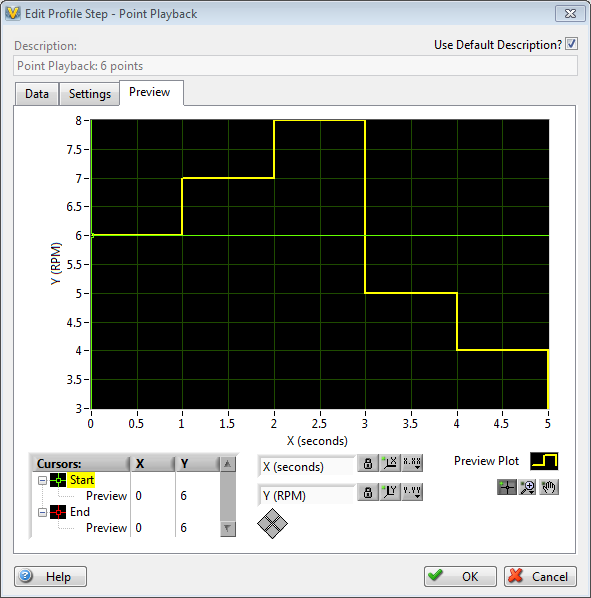 Edit Profile Step - Point Playback
Description:
Use Default Description?
Point Playback: 6 points
Data Settings Preview
8
7.5
7
6.5
6
5.5
5
4.5
4
3.5
3
Y (RPM)
0 0.5 1 1.5 2 2.5 3 3.5 4 4.5 5
X (seconds)
Cursors: X Y
Start
Preview 0 6
End
Preview 0 6
X (seconds)
X X.XX
Y (RPM)
Y Y.YY
Preview Plot
? Help
OK
Cancel